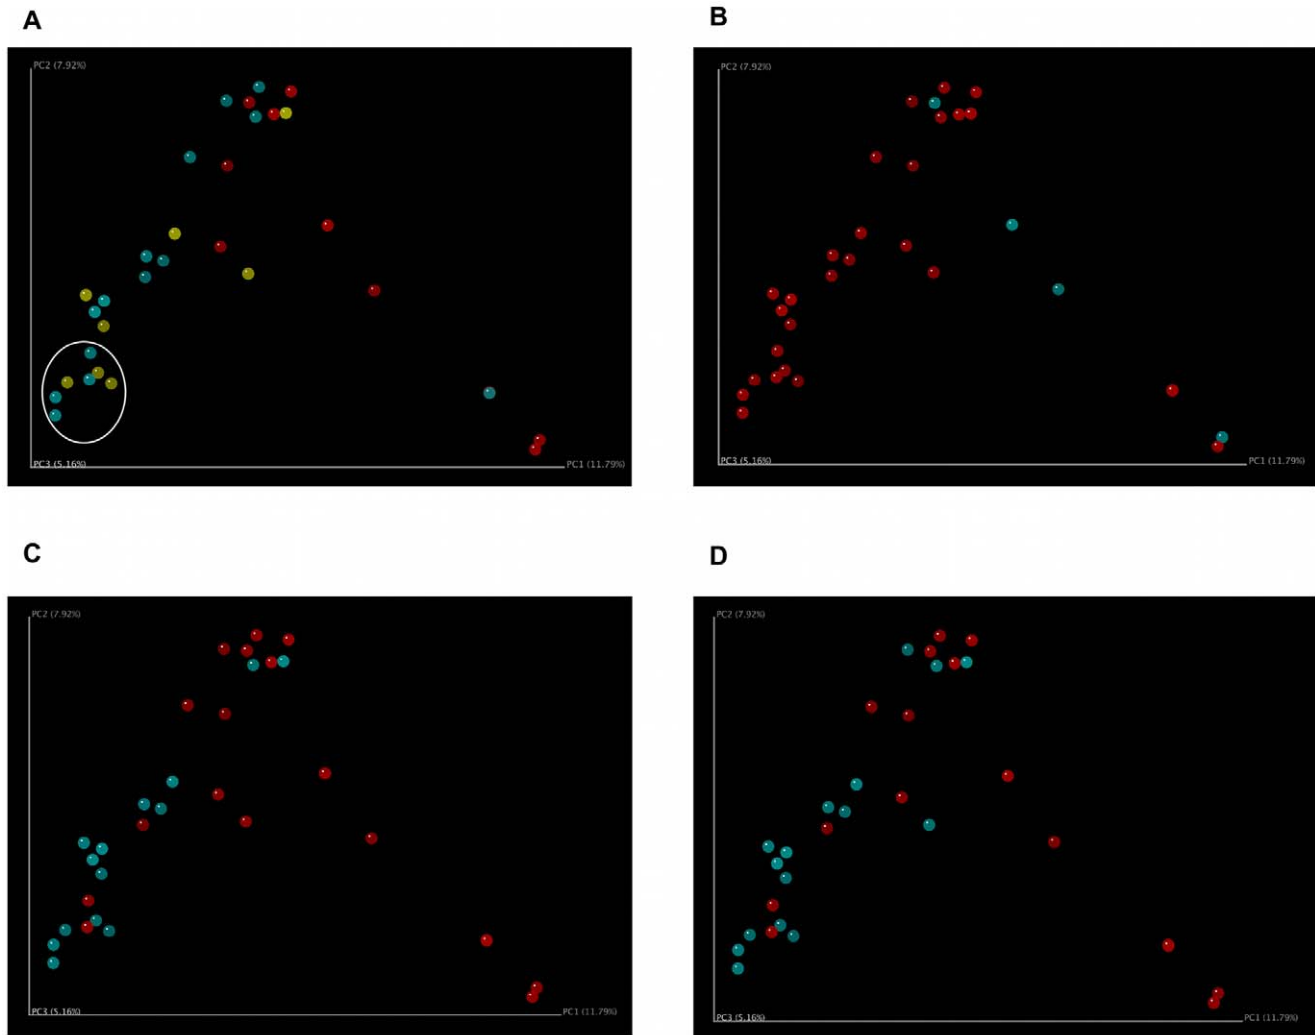 A
B
PC2 (7.92%)
PC2 (7.92%)
PC3 (5.16%)
PC1 (11.79%)
PC3 (5.16%)
PC1 (11.79%)
C
D
PC2 (7.92%)
PC2 (7.92%)
PC3 (5.16%)
PC1 (11.79%)
PC3 (5.16%)
PC1 (11.79%)